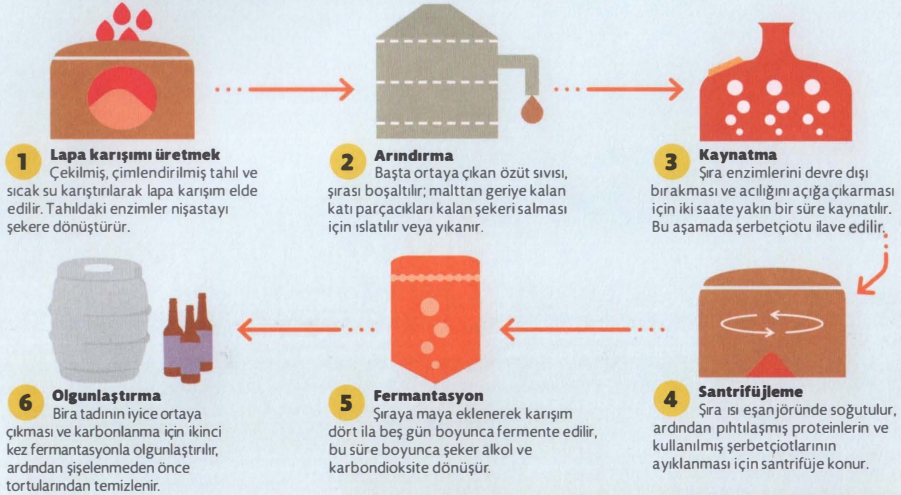 1 Lapa karışımı üretmek
Çekilmiş, çimlendirilmiş tahıl ve
sıcak su karıştırılarak lapa karışım elde
edilir. Tahıldaki enzimler nişastayı
şekere dönüştürür.
2 Arındırma
Başta ortaya çıkan özüt sıvısı,
şırası boşaltılır; malttan geriye kalan
katı parçacıkları kalan şekeri salması
için ıslatılır veya yıkanır.
3 Kaynatma
Şıra enzimlerini devre dışı
bırakması ve acılığını açığa çıkarması
için iki saate yakın bir süre kaynatılır.
Bu aşamada şerbetçiotu ilave edilir.
4 Santrifüjleme
Şıra ısı eşanjöründe soğutulur,
ardından pıhtılaşmış proteinlerin ve
kullanılmış şerbetçiotlarının
ayıklanması için santrifüje konur.
5 Fermantasyon
Şıraya maya eklenerek karışım
dört ila beş gün boyunca fermente edilir,
bu süre boyunca şeker alkol ve
karbondioksite dönüşür.
6 Olgunlaştırma
Bira tadının iyice ortaya
çıkması ve karbonlanma için ikinci
kez fermantasyonla olgunlaştırılır,
ardından şişelenmeden önce
tortularından temizlenir.